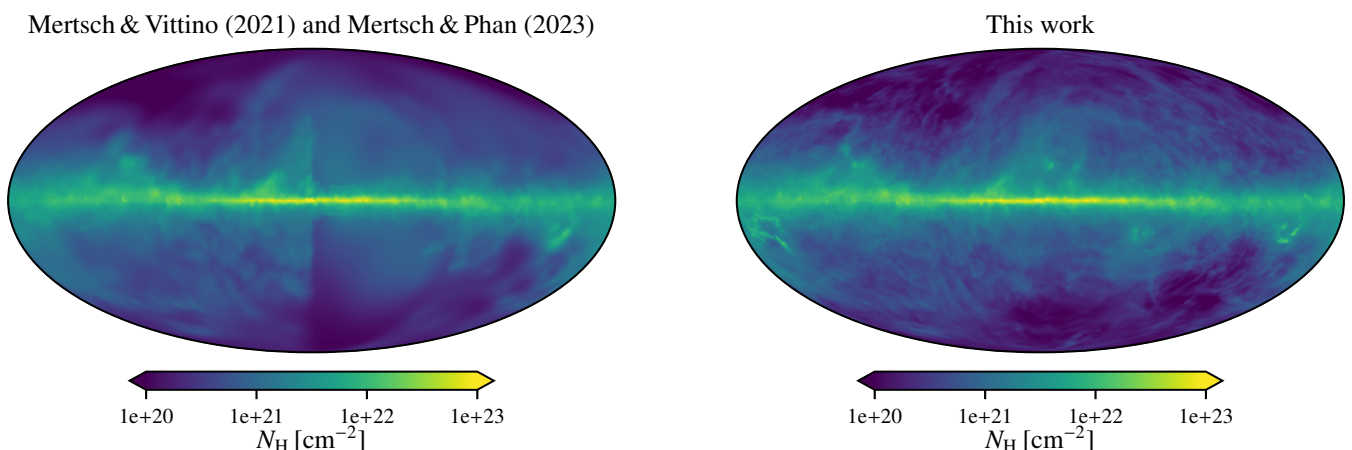 Mertsch & Vittino (2021) and Mertsch & Phan (2023)
This work
1e+20 1e+21 1e+22 1e+23
N_H [cm⁻²]
1e+20 1e+21 1e+22 1e+23
N_H [cm⁻²]